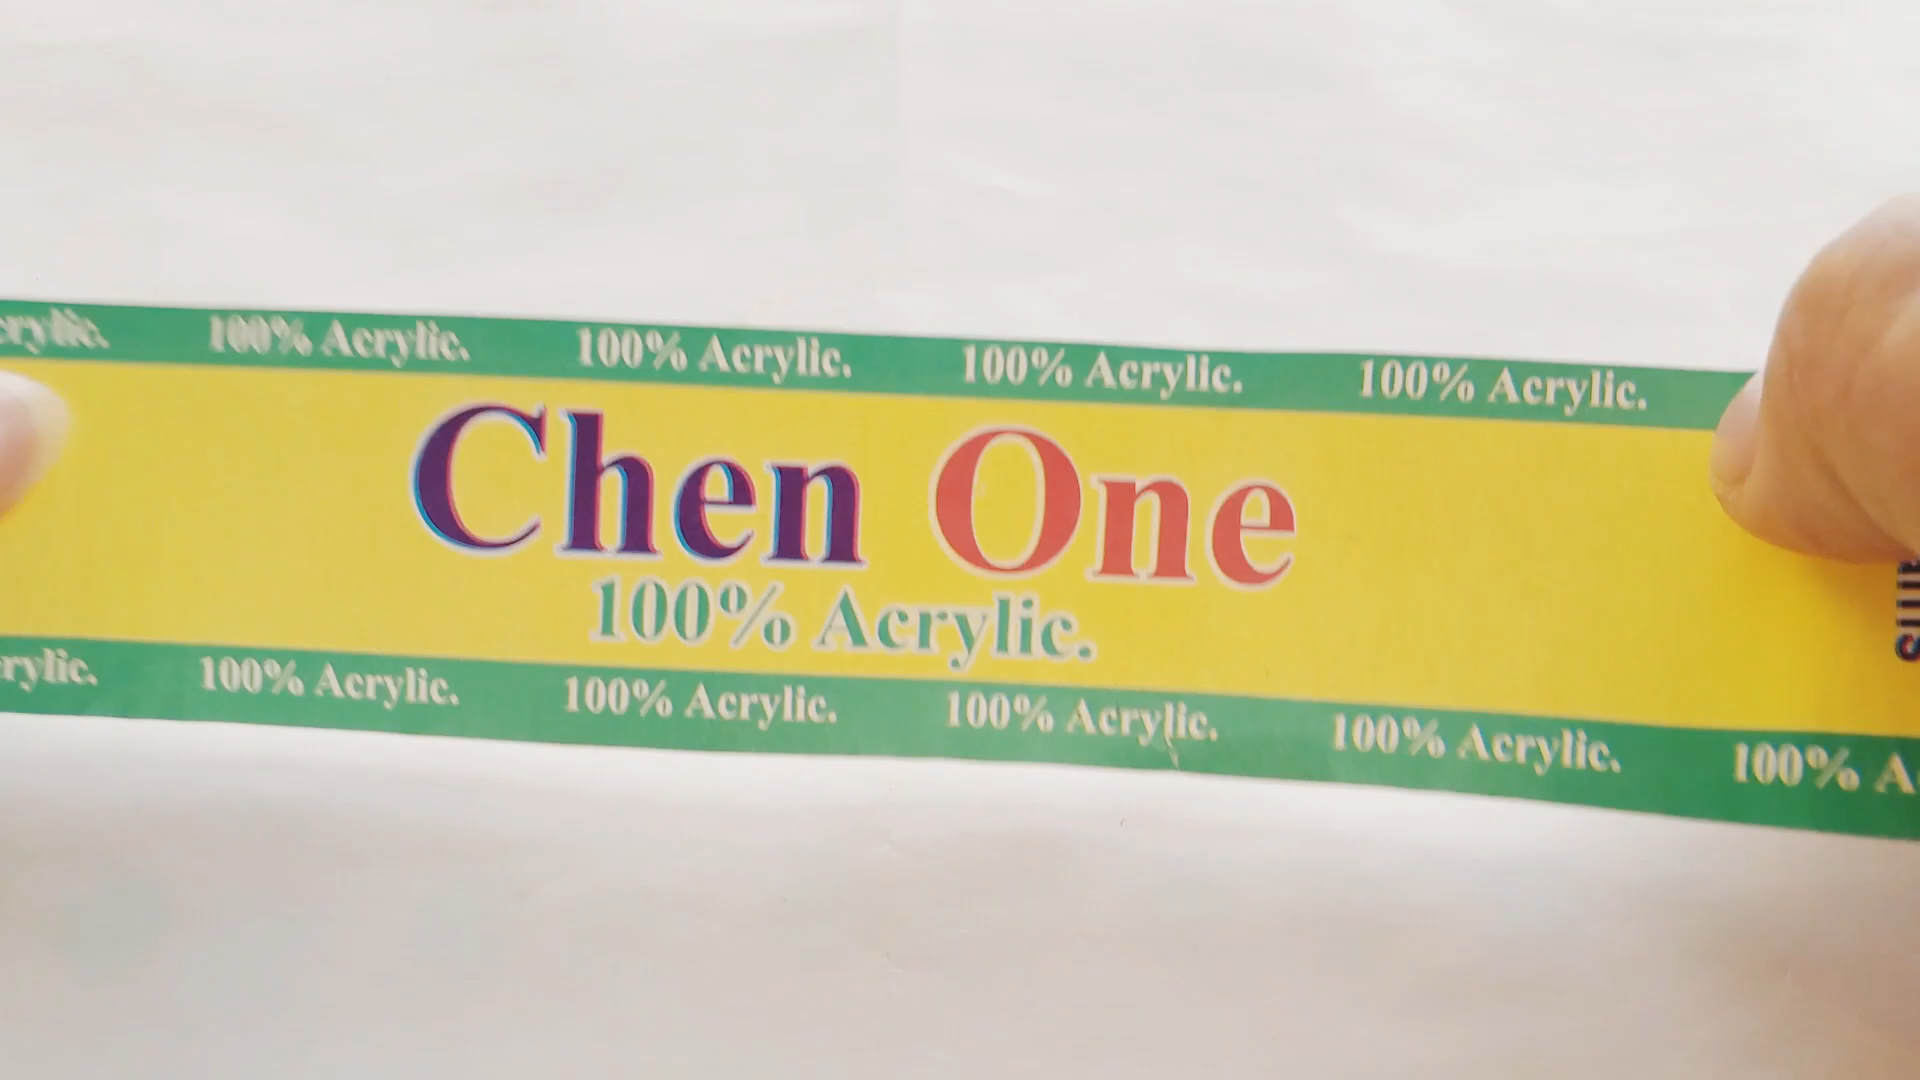 100% Acrylic. 100% Acrylic. 100% Acrylic. 100% Acrylic.
Chen One
100% Acrylic.
100% Acrylic. 100% Acrylic. 100% Acrylic. 100% Acrylic. 100%